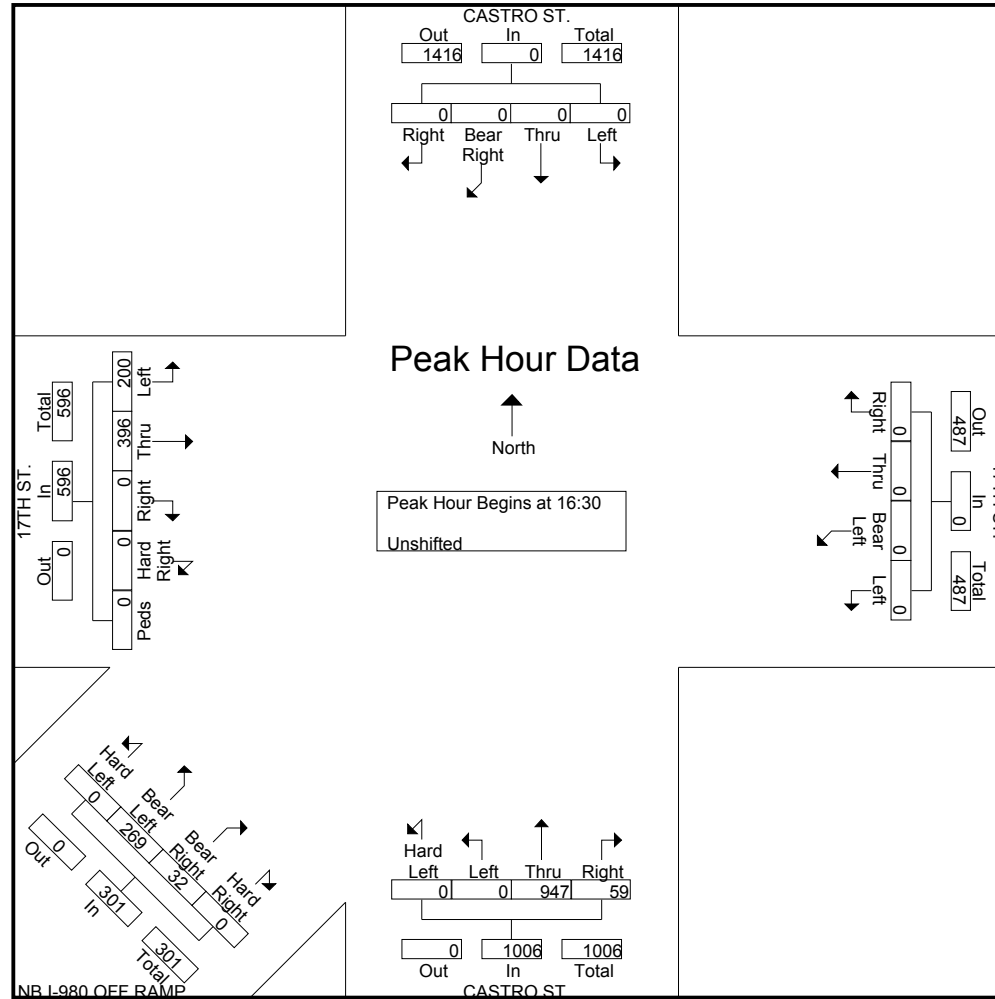 CASTRO ST.
Out In Total
1416 0 1416
0 0 0 0
Right Bear Right Thru Left
Peak Hour Data
North
Peak Hour Begins at 16:30
Unshifted
17TH ST.
Total In Out
596 596 0
200 396 0 0 0
Left Thru Right Hard Right Peds
Right Thru Bear Left Left
0 0 0 0
Out In Total
487 0 487
Hard Left Bear Left Bear Right Hard Right
0 269 32 0
0 301 301
Out In Total
NB I-980 OFF RAMP
Hard Left Left Thru Right
0 0 947 59
0 1006 1006
Out In Total
CASTRO ST.